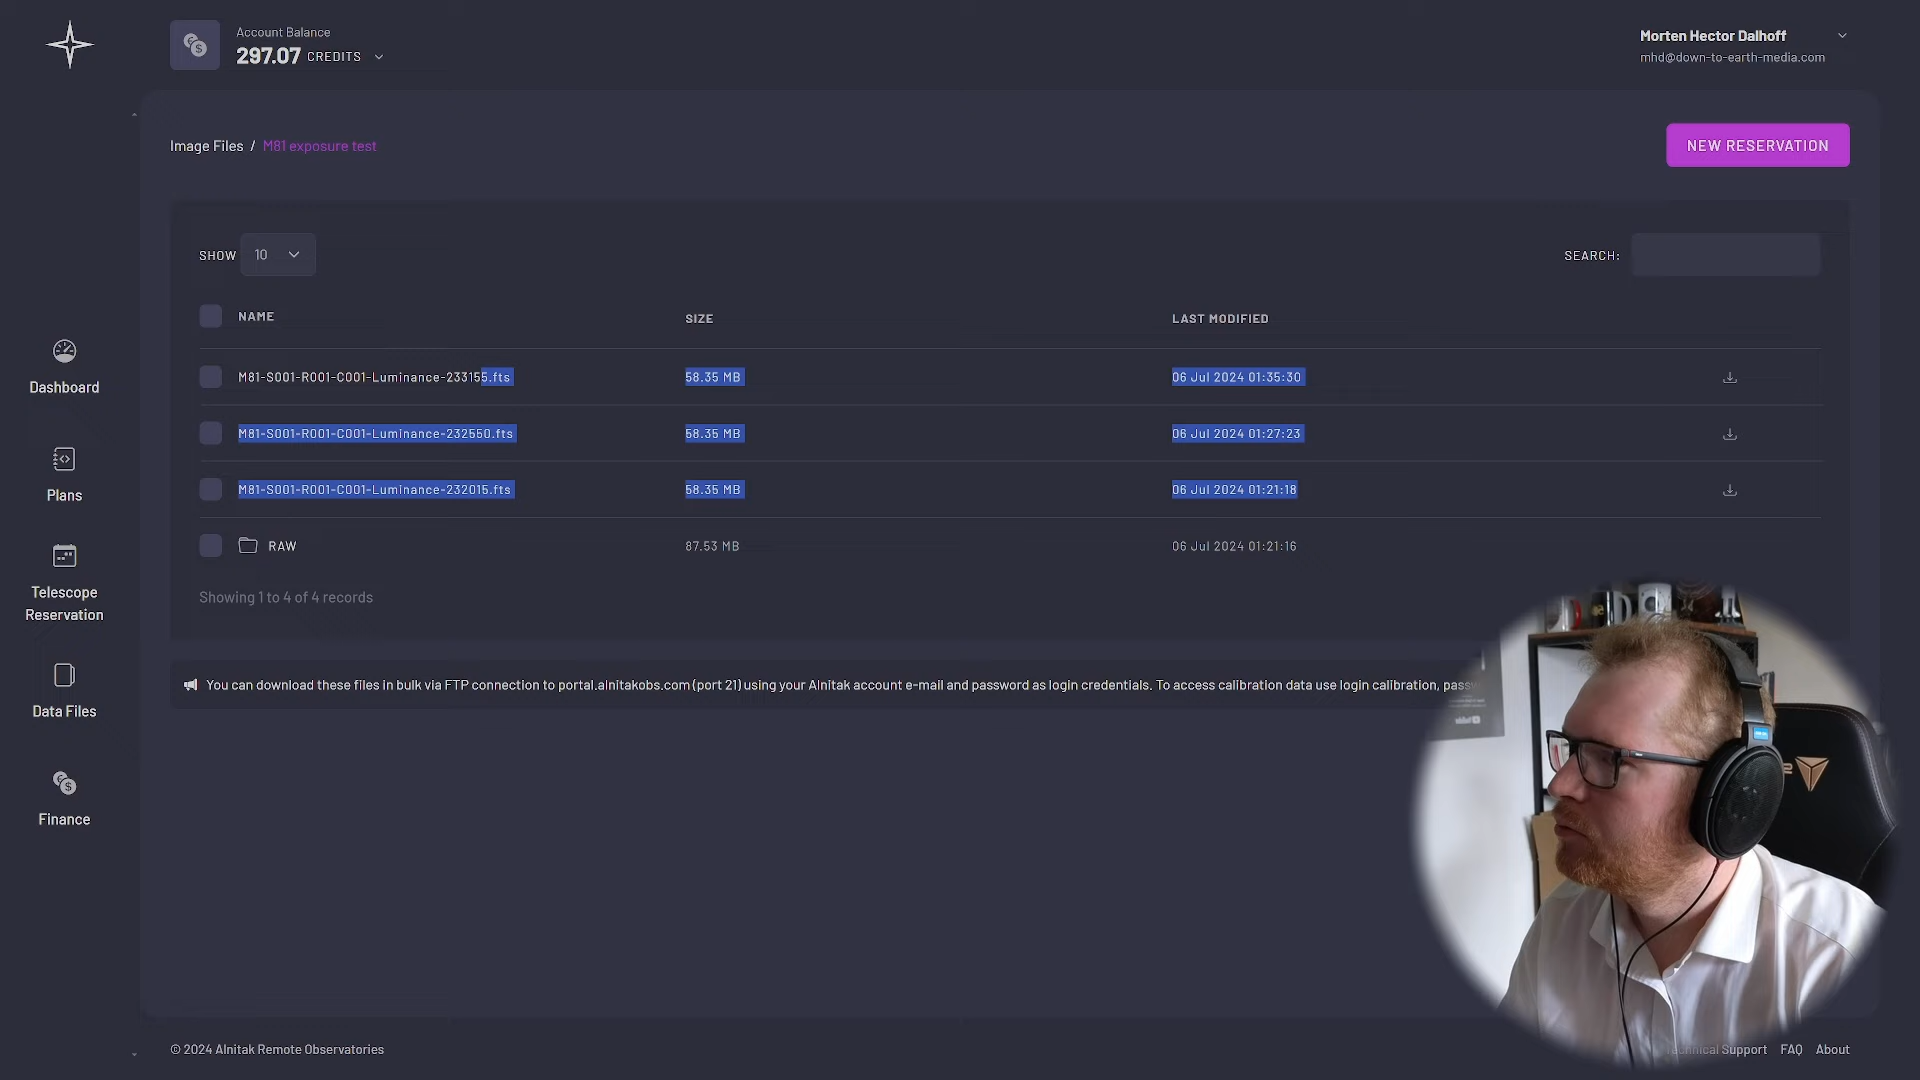 Account Balance
297.07 CREDITS
Morten Hector Dalhoff
mhd@down-to-earth-media.com
Image Files / M81 exposure test
NEW RESERVATION
SHOW 10
SEARCH:
NAME SIZE LAST MODIFIED
M81-S001-R001-C001-Luminance-233155.fts 58.35 MB 06 Jul 2024 01:35:30
M81-S001-R001-C001-Luminance-232550.fts 58.35 MB 06 Jul 2024 01:27:23
M81-S001-R001-C001-Luminance-232015.fts 58.35 MB 06 Jul 2024 01:21:18
RAW 87.53 MB 06 Jul 2024 01:21:16
Showing 1 to 4 of 4 records
You can download these files in bulk via FTP connection to portal.alnitakobs.com (port 21) using your Alnitak account e-mail and password as login credentials. To access calibration data use login calibration,
Dashboard
Plans
Telescope
Reservation
Data Files
Finance
© 2024 Alnitak Remote Observatories
Technical Support FAQ About